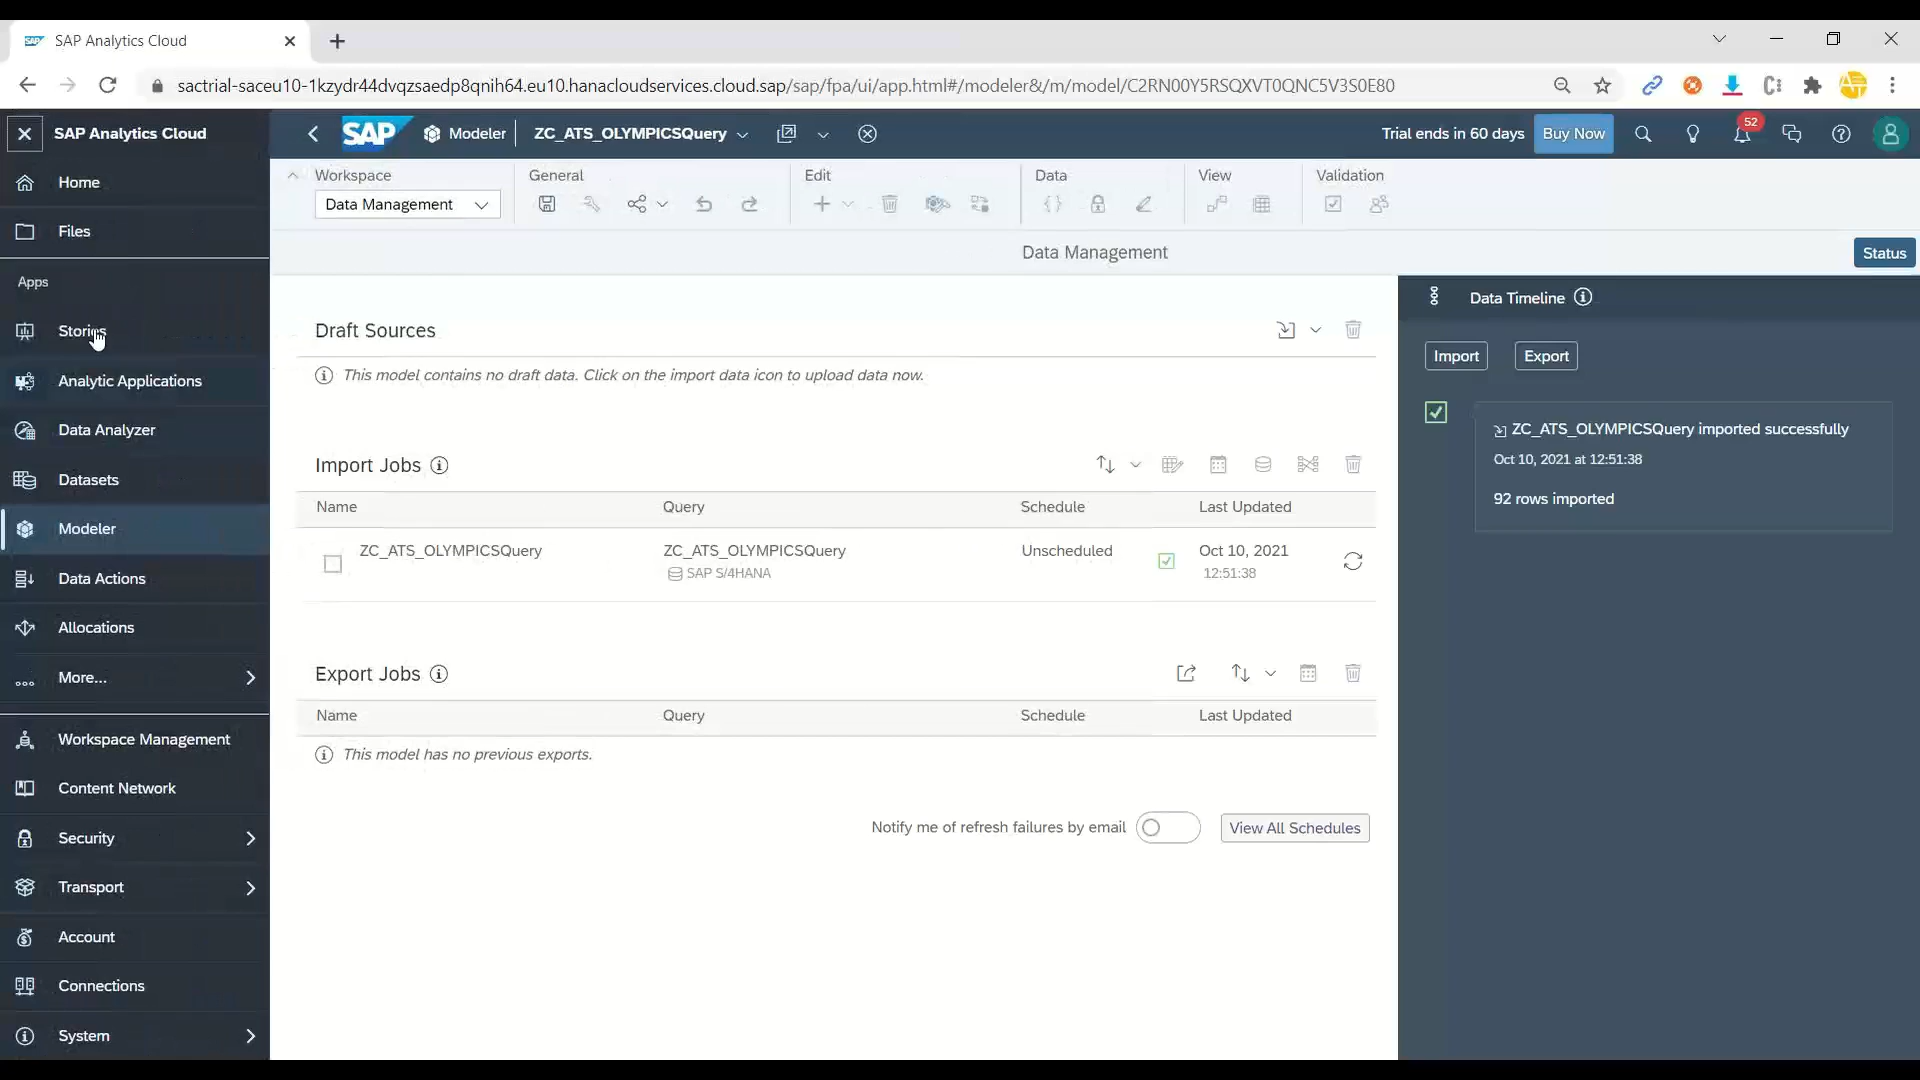 SAP Analytics Cloud
sactrial-saceu10-1kzydr44dvqzsaedp8qnih64.eu10.hanacloudservices.cloud.sap/sap/fpa/ui/app.html#/modeler&/m/model/C2RN00Y5RSQXVT0QNC5V3S0E80
SAP Analytics Cloud
SAP Modeler ZC_ATS_OLYMPICSQuery
Trial ends in 60 days Buy Now 52
Home
Files
Apps
Stories
Analytic Applications
Data Analyzer
Datasets
Modeler
Data Actions
Allocations
More...
Workspace Management
Content Network
Security
Transport
Account
Connections
System
Workspace General Edit Data View Validation
Data Management
Data Management
Status
Draft Sources
This model contains no draft data. Click on the import data icon to upload data now.
Import Jobs
Name Query Schedule Last Updated
ZC_ATS_OLYMPICSQuery ZC_ATS_OLYMPICSQuery Unscheduled Oct 10, 2021
SAP S/4HANA 12:51:38
Export Jobs
Name Query Schedule Last Updated
This model has no previous exports.
Notify me of refresh failures by email View All Schedules
Data Timeline
Import Export
ZC_ATS_OLYMPICSQuery imported successfully
Oct 10, 2021 at 12:51:38
92 rows imported